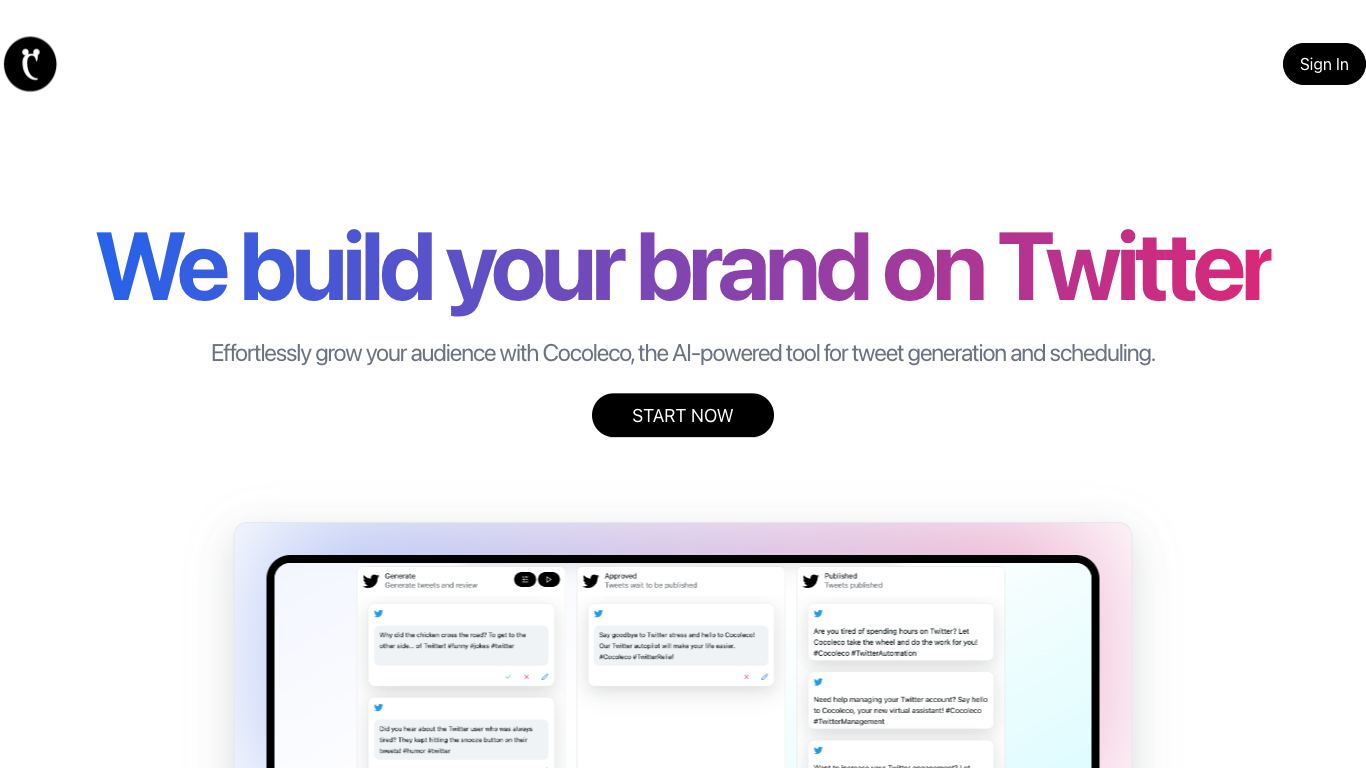 Sign In
We build your brand on Twitter
Effortlessly grow your audience with Cocoleco, the AI-powered tool for tweet generation and scheduling.
START NOW
Generate
Generate tweets and review
Why did the chicken cross the road? To get to the
other side... of Twitter! #funny #jokes #twitter
Did you hear about the Twitter user who was always
tired? They kept hitting the snooze button on their
tweets! #humor #twitter
Approved
Tweets wait to be published
Say goodbye to Twitter stress and hello to Cocoleco!
Our Twitter autopilot will make your life easier.
#Cocoleco #TwitterRelief
Published
Tweets published
Are you tired of spending hours on Twitter? Let
Cocoleco take the wheel and do the work for you!
#Cocoleco #TwitterAutomation
Need help managing your Twitter account? Say hello
to Cocoleco, your new virtual assistant! #Cocoleco
#TwitterManagement
Want to increase your Twitter engagement? Let